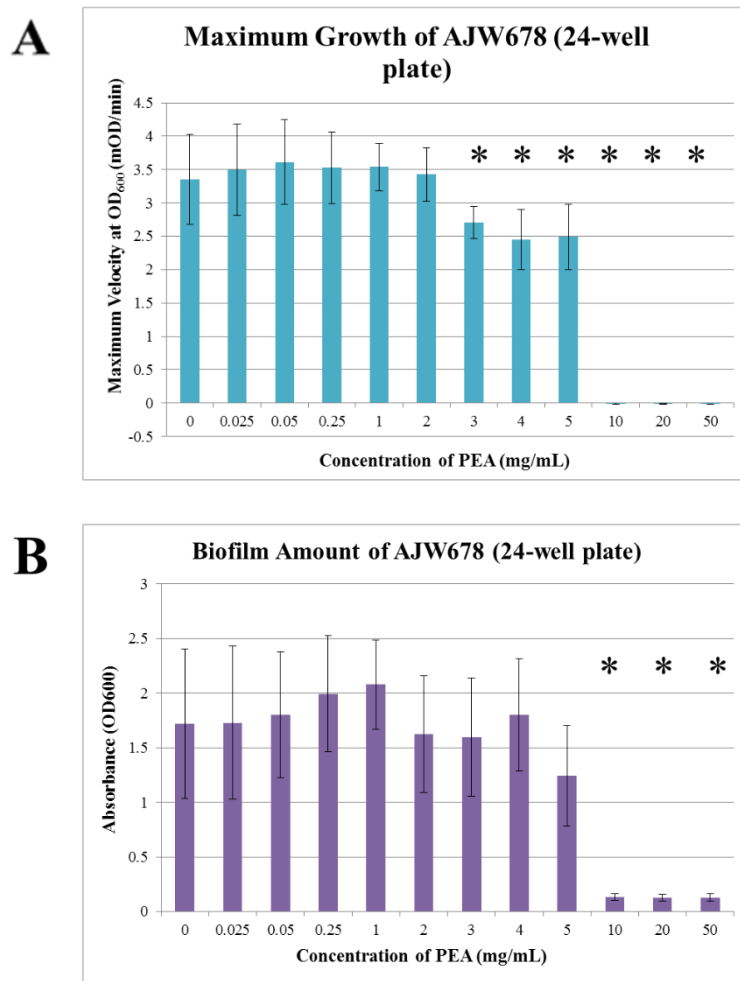 A
Maximum Growth of AJW678 (24-well
plate)
Maximum Velocity at OD600 (mOD/min)
4.5
4
3.5
3
2.5
2
1.5
1
0.5
0
-0.5
* * * * * *
0 0.025 0.05 0.25 1 2 3 4 5 10 20 50
Concentration of PEA (mg/mL)
B
Biofilm Amount of AJW678 (24-well plate)
Absorbance (OD600)
3
2.5
2
1.5
1
0.5
0
* * *
0 0.025 0.05 0.25 1 2 3 4 5 10 20 50
Concentration of PEA (mg/mL)